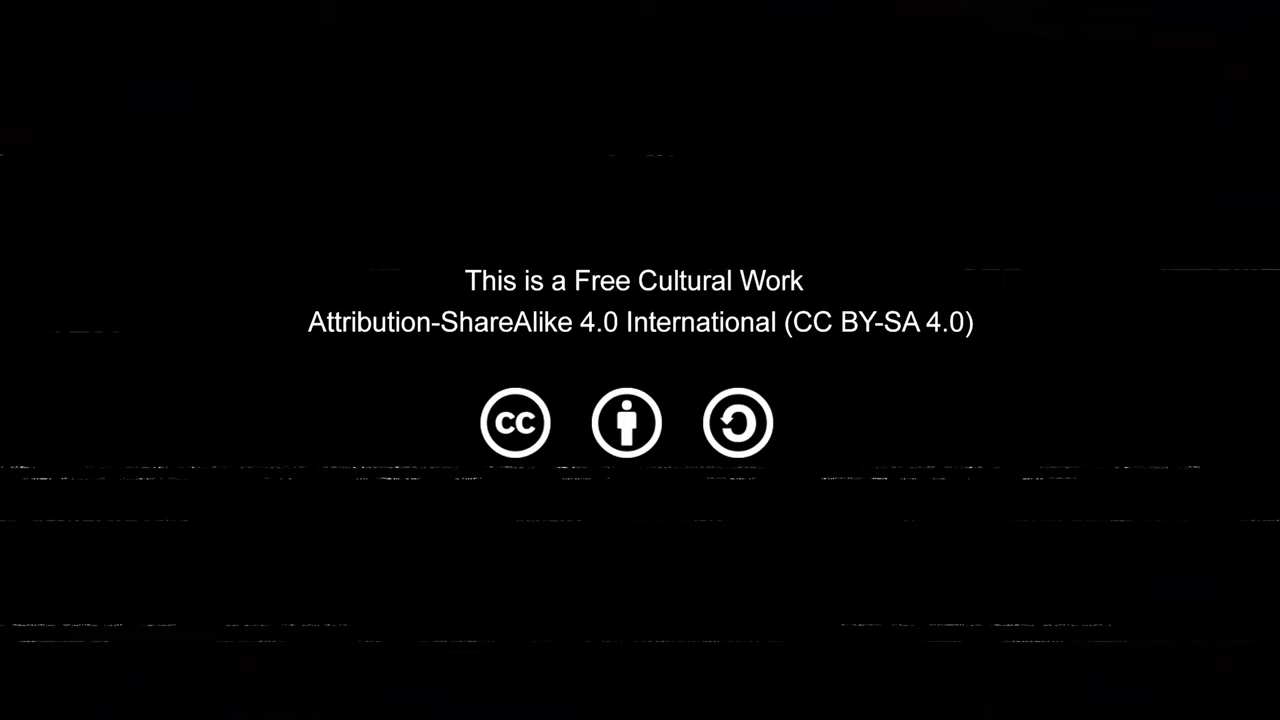 This is a Free Cultural Work
Attribution-ShareAlike 4.0 International (CC BY-SA 4.0)
cc